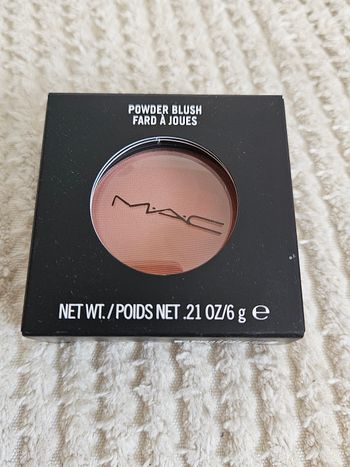 POWDER BLUSH
FARD À JOUES
M·A·C
NET WT./POIDS NET .21 OZ/6 g ℮